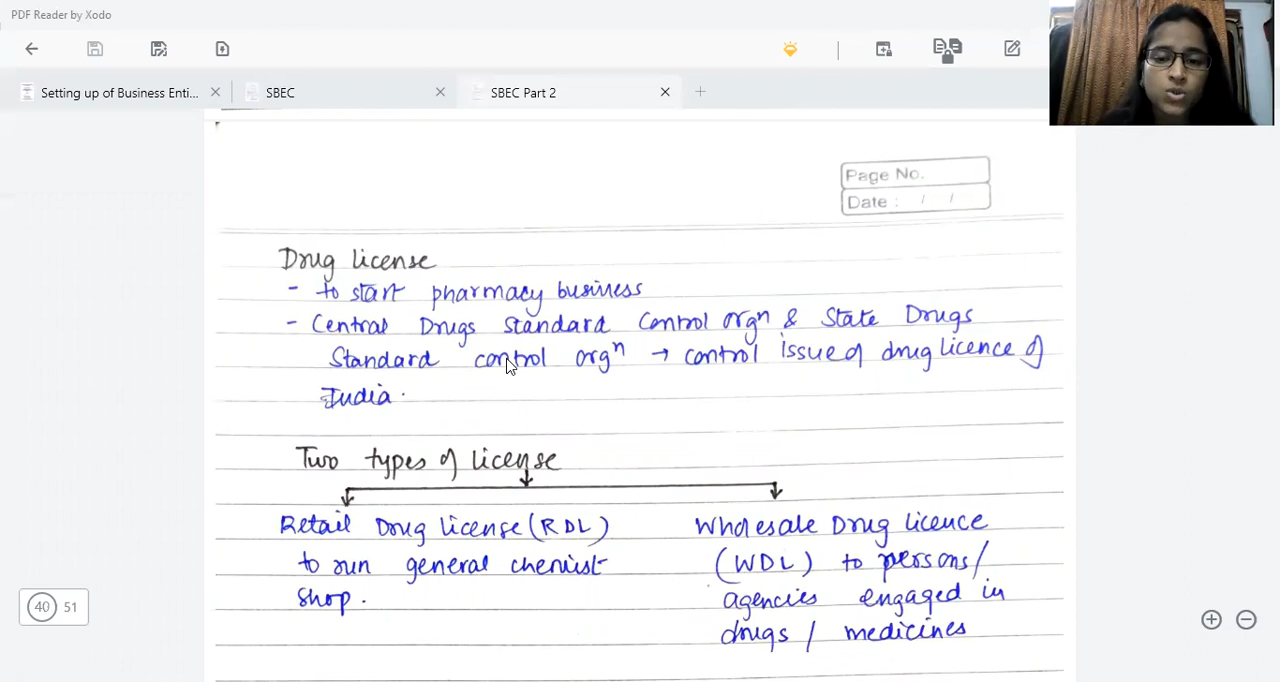 PDF Reader by Xodo
Setting up of Business Enti...
SBEC
SBEC Part 2
Page No.
Date : / /
Drug license
- to start pharmacy business
- Central Drugs Standard Control Orgn & State Drugs
Standard control orgn → control issue of drug licence of
India.
Two types of license
Retail Drug license (RDL)
to run general chemist
shop.
Wholesale Drug licence
(WDL) to persons/
agencies engaged in
drugs / medicines
40 51